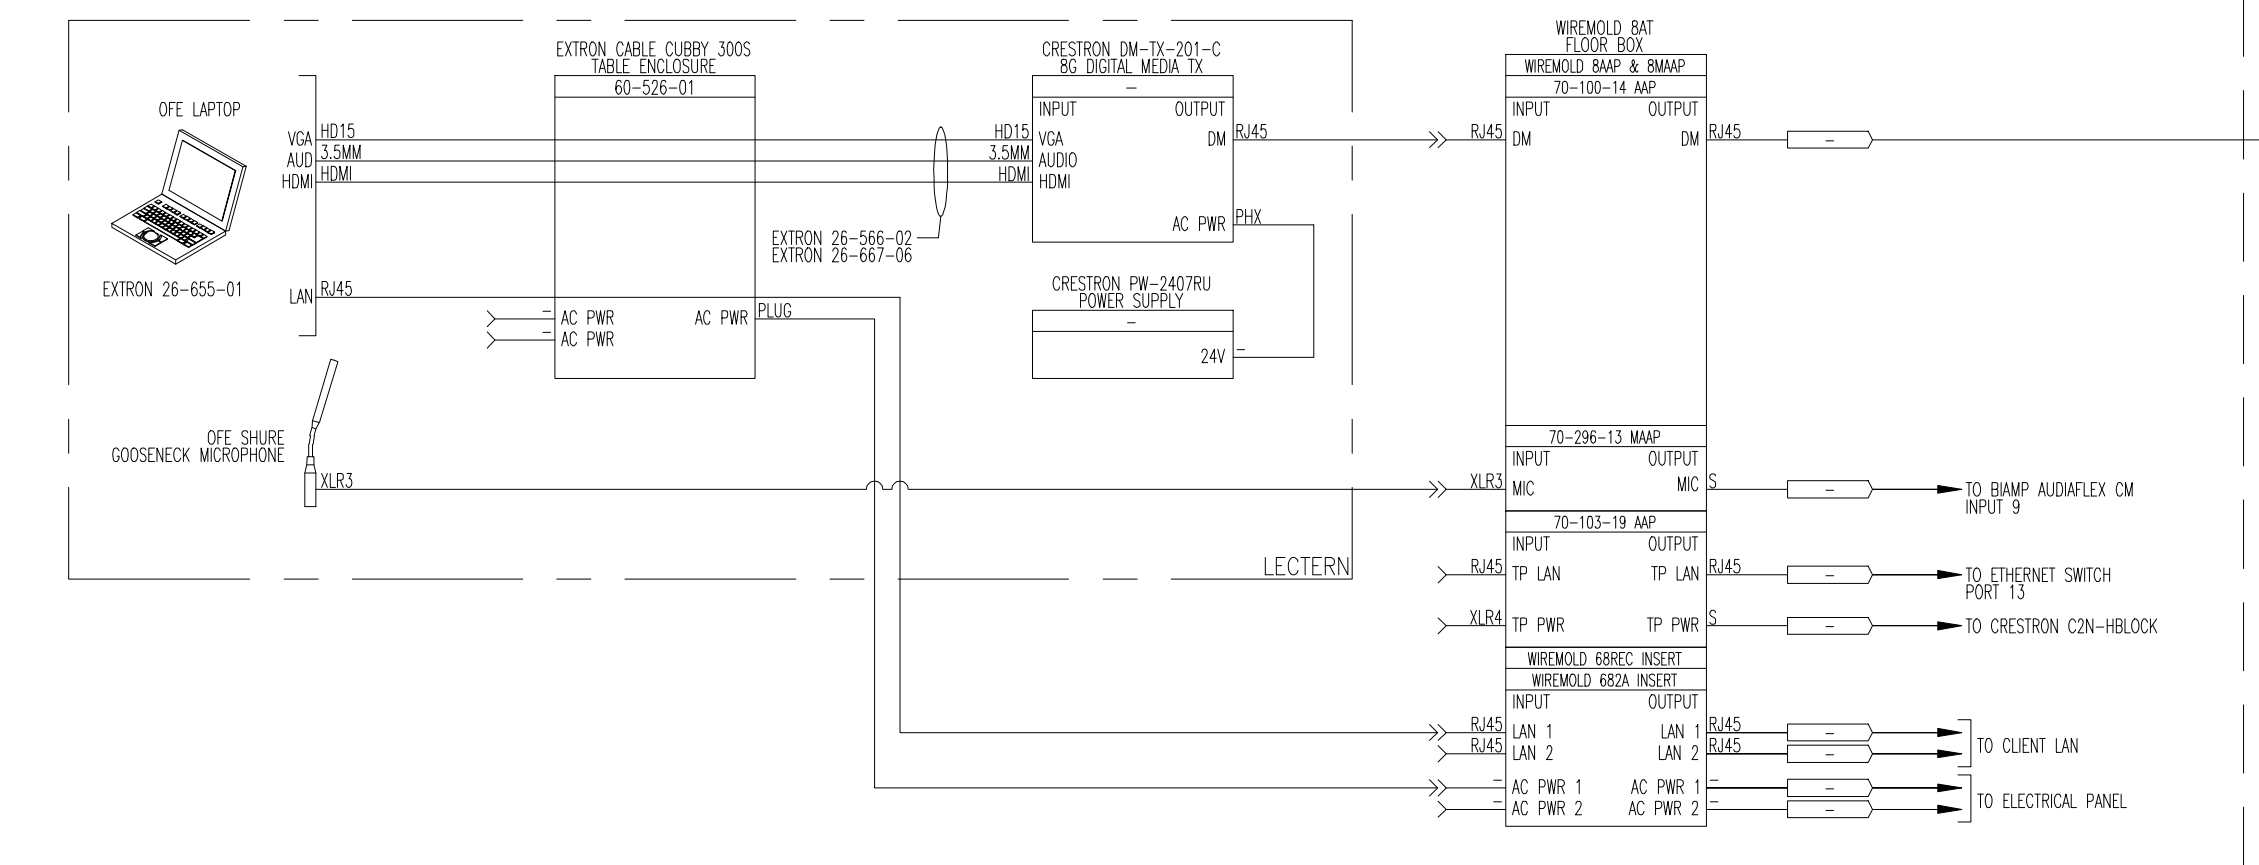 OFE LAPTOP
EXTRON 26-655-01
VGA HD15
AUD 3.5MM
HDMI HDMI
LAN RJ45
OFE SHURE
GOOSENECK MICROPHONE
XLR3
EXTRON CABLE CUBBY 300S
TABLE ENCLOSURE
60-526-01
- AC PWR
- AC PWR
AC PWR PLUG
EXTRON 26-566-02
EXTRON 26-667-06
CRESTRON DM-TX-201-C
8G DIGITAL MEDIA TX
-
INPUT OUTPUT
HD15 VGA DM RJ45
3.5MM AUDIO
HDMI HDMI
AC PWR PHX
CRESTRON PW-2407RU
POWER SUPPLY
-
24V -
LECTERN
WIREMOLD 8AT
FLOOR BOX
WIREMOLD 8AAP & 8MAAP
70-100-14 AAP
INPUT OUTPUT
RJ45 DM DM RJ45 -
70-296-13 MAAP
INPUT OUTPUT
XLR3 MIC MIC S - TO BIAMP AUDIAFLEX CM
INPUT 9
70-103-19 AAP
INPUT OUTPUT
RJ45 TP LAN TP LAN RJ45 - TO ETHERNET SWITCH
PORT 13
XLR4 TP PWR TP PWR S - TO CRESTRON C2N-HBLOCK
WIREMOLD 68REC INSERT
WIREMOLD 682A INSERT
INPUT OUTPUT
RJ45 LAN 1 LAN 1 RJ45 -
RJ45 LAN 2 LAN 2 RJ45 -
TO CLIENT LAN
- AC PWR 1 AC PWR 1 - -
- AC PWR 2 AC PWR 2 - -
TO ELECTRICAL PANEL